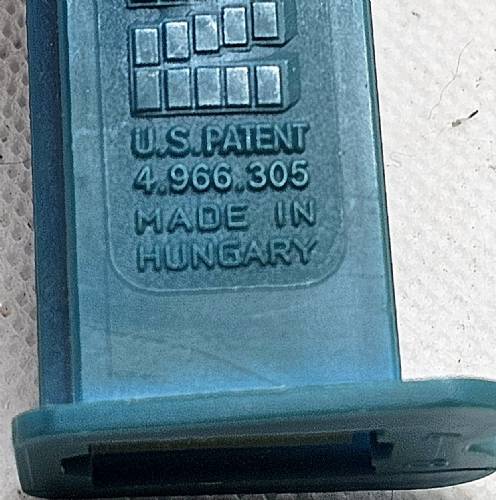 U.S. PATENT
4.966.305
MADE IN
HUNGARY